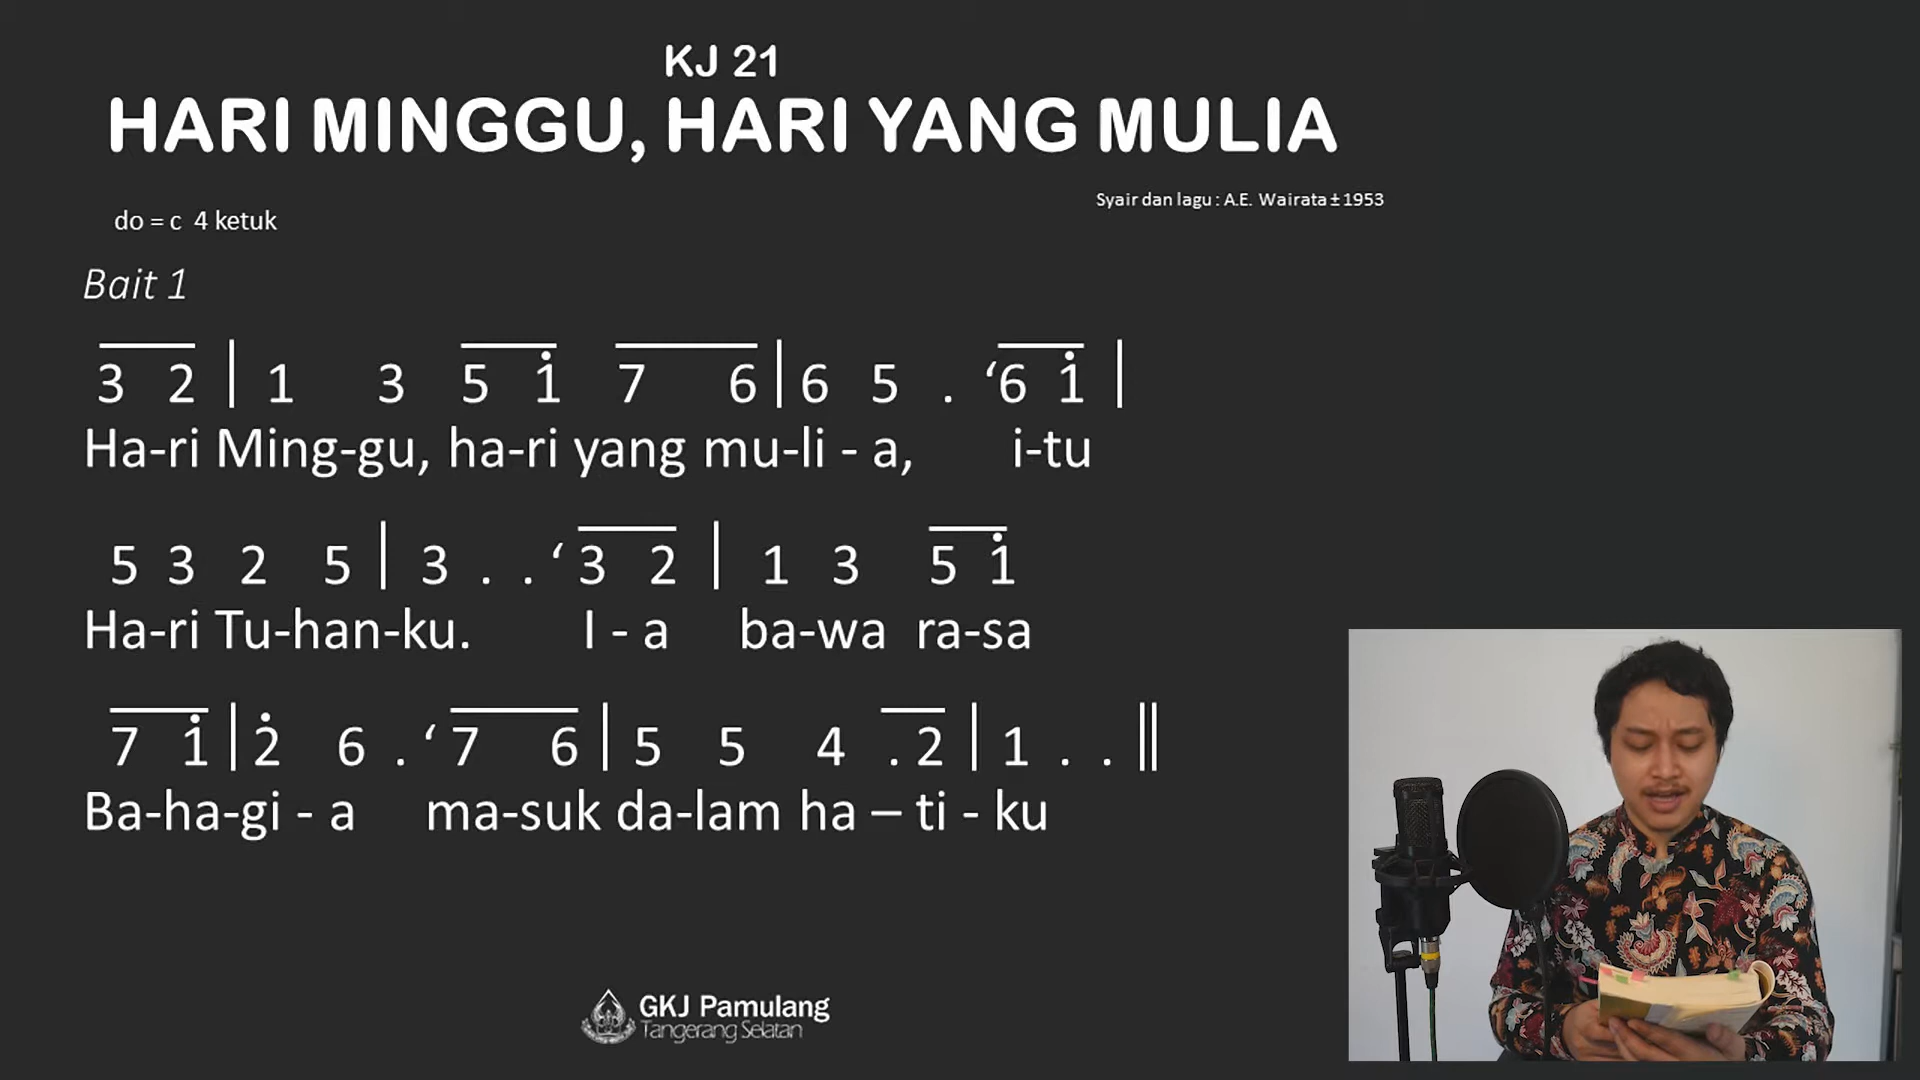 KJ 21
HARI MINGGU, HARI YANG MULIA
Syair dan lagu : A.E. Wairata ± 1953
do = c 4 ketuk
Bait 1
3 2 | 1 3 5 1̇ 7 6 | 6 5 . ‘6 1̇ |
Ha-ri Ming-gu, ha-ri yang mu-li - a, i-tu
5 3 2 5 | 3 . . ‘ 3 2 | 1 3 5 1̇
Ha-ri Tu-han-ku. I - a ba-wa ra-sa
7 1̇ | 2̇ 6 . ‘ 7 6 | 5 5 4 . 2 | 1 . . ||
Ba-ha-gi - a ma-suk da-lam ha – ti - ku
GKJ Pamulang
Tangerang Selatan